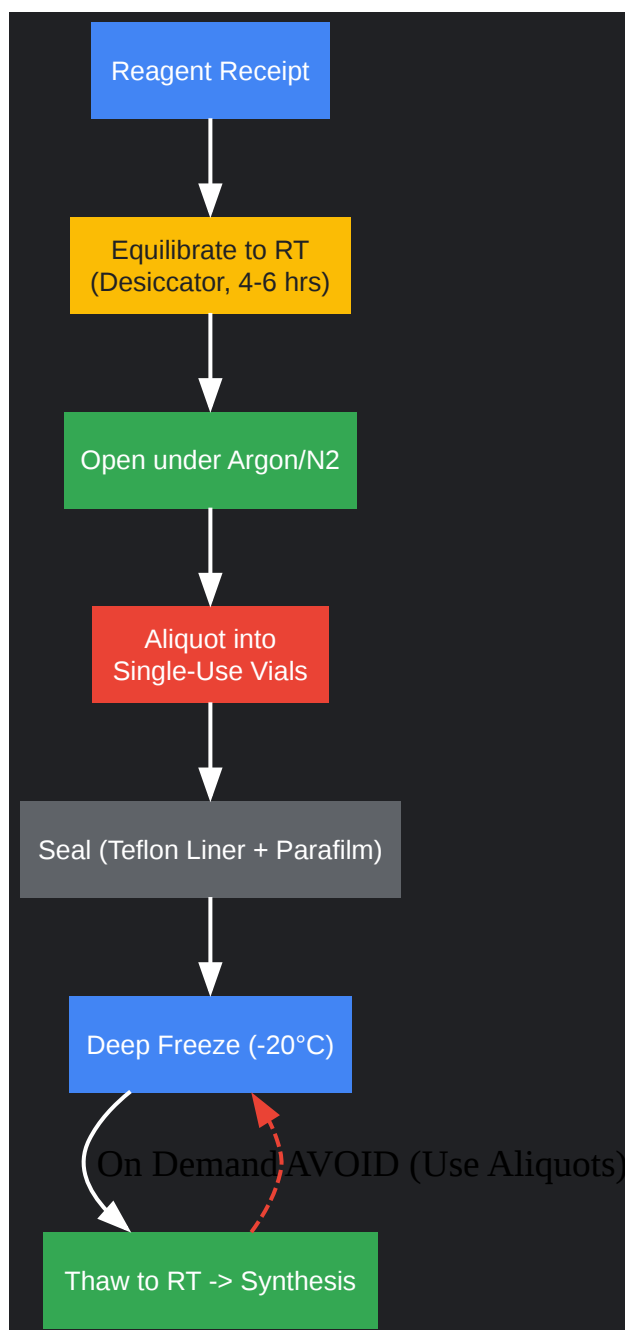 Reagent Receipt
Equilibrate to RT
(Desiccator, 4-6 hrs)
Open under Argon/N2
Aliquot into
Single-Use Vials
Seal (Teflon Liner + Parafilm)
Deep Freeze (-20°C)
On Demand
AVOID (Use Aliquots)
Thaw to RT -> Synthesis